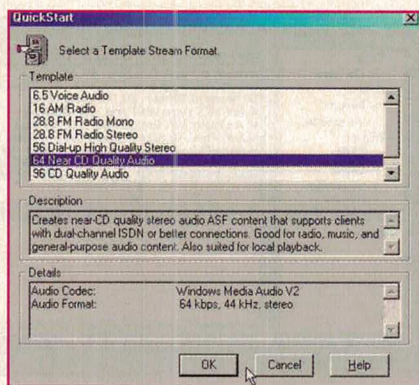 QuickStart
Select a Template Stream Format.
Template
6.5 Voice Audio
16 AM Radio
28.8 FM Radio Mono
28.8 FM Radio Stereo
56 Dial-up High Quality Stereo
64 Near CD Quality Audio
96 CD Quality Audio
Description
Creates near-CD quality stereo audio ASF content that supports clients
with dual-channel ISDN or better connections. Good for radio, music, and
general-purpose audio content. Also suited for local playback.
Details
Audio Codec: Windows Media Audio V2
Audio Format: 64 kbps, 44 kHz, stereo
OK Cancel Help